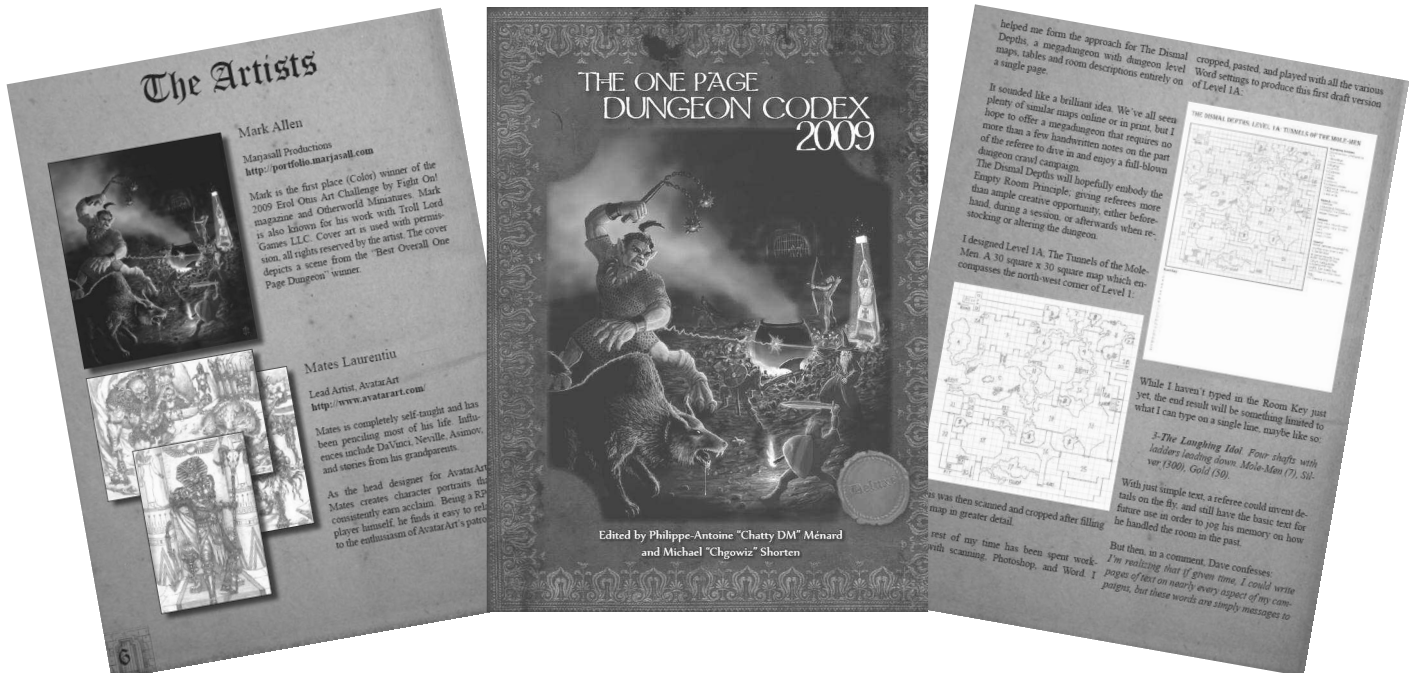 The Artists
Mark Allen
Marjasall Productions
http://portfolio.marjasall.com
Mark is the first place (Color) winner of the
2009 Erol Otus Art Challenge by Fight On!
magazine and Otherworld Miniatures. Mark
is also known for his work with Troll Lord
Games LLC. Cover art is used with permis-
sion, all rights reserved by the artist. The cover
depicts a scene from the "Best Overall One
Page Dungeon" winner.
Mates Laurentiu
Lead Artist, AvatarArt
http://www.avatarart.com/
Mates is completely self-taught and has
been penciling most of his life. Influ-
ences include DaVinci, Neville, Asimov,
and stories from his grandparents.
As the head designer for AvatarArt
Mates creates character portraits tha
consistently earn acclaim. Being a RP
player himself, he finds it easy to rela
to the enthusiasm of AvatarArt's patro
6
THE ONE PAGE
DUNGEON CODEX
2009
Edited by Philippe-Antoine "Chatty DM" Ménard
and Michael "Chgowiz" Shorten
helped me form the approach for The Dismal
Depths, a megadungeon with dungeon level
maps, tables and room descriptions entirely on
a single page.
It sounded like a brilliant idea. We've all seen
plenty of similar maps online or in print, but I
hope to offer a megadungeon that requires no
more than a few handwritten notes on the part
of the referee to dive in and enjoy a full-blown
dungeon crawl campaign.
The Dismal Depths will hopefully embody the
Empty Room Principle; giving referees more
than ample creative opportunity, either before-
hand, during a session, or afterwards when re-
stocking or altering the dungeon.
I designed Level 1A, The Tunnels of the Mole-
Men. A 30 square x 30 square map which en-
compasses the north-west corner of Level 1:
ns was then scanned and cropped after filling
map in greater detail.
rest of my time has been spent work-
with scanning, Photoshop, and Word. I
cropped, pasted, and played with all the various
Word settings to produce this first draft version
of Level 1A:
THE DISMAL DEPTHS: LEVEL 1A: TUNNELS OF THE MOLE-MEN
While I haven't typed in the Room Key just
yet, the end result will be something limited to
what I can type on a single line, maybe like so:
3-The Laughing Idol. Four shafts with
ladders leading down. Mole-Men (7), Sil-
ver (300), Gold (50).
With just simple text, a referee could invent de-
tails on the fly, and still have the basic text for
future use in order to jog his memory on how
he handled the room in the past.
But then, in a comment, Dave confesses:
I'm realizing that if given time, I could write
pages of text on nearly every aspect of my cam-
paigns, but these words are simply messages to